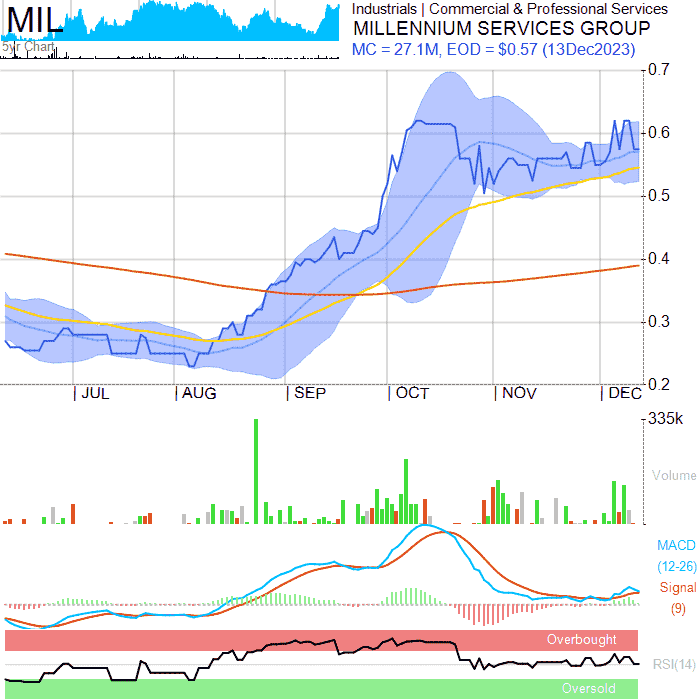 MIL
5yr Chart
Industrials | Commercial & Professional Services
MILLENNIUM SERVICES GROUP
MC = 27.1M, EOD = $0.57 (13Dec2023)
0.7
0.6
0.5
0.4
0.3
0.2
| JUL | AUG | SEP | OCT | NOV | DEC
335k
Volume
MACD
(12-26)
Signal
(9)
Overbought
RSI(14)
Oversold